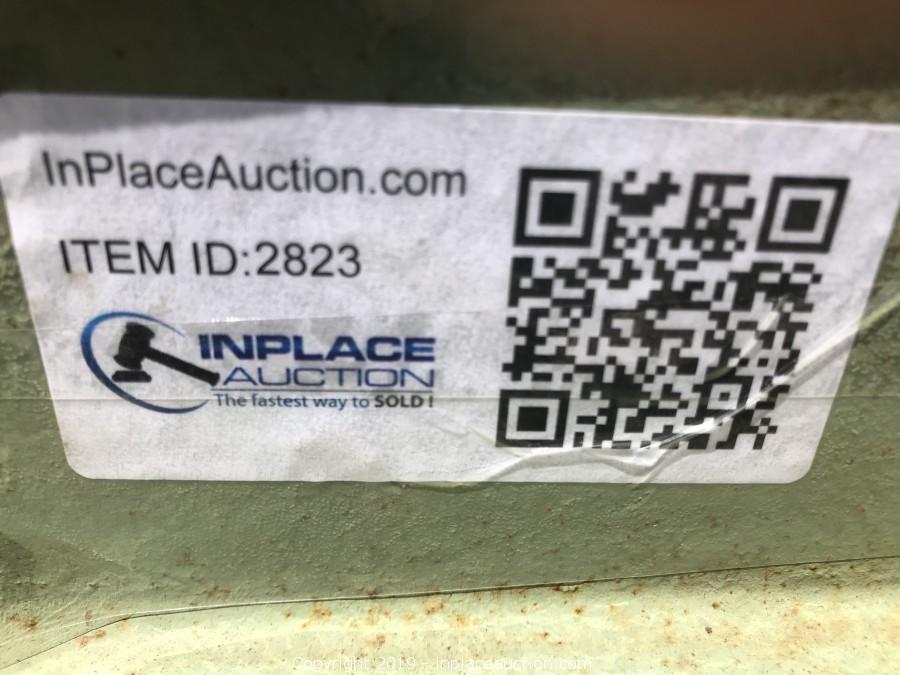 InPlaceAuction.com
ITEM ID:2823
INPLACE
AUCTION
The fastest way to SOLD !
Copyright 2019 - Inplaceauction.com